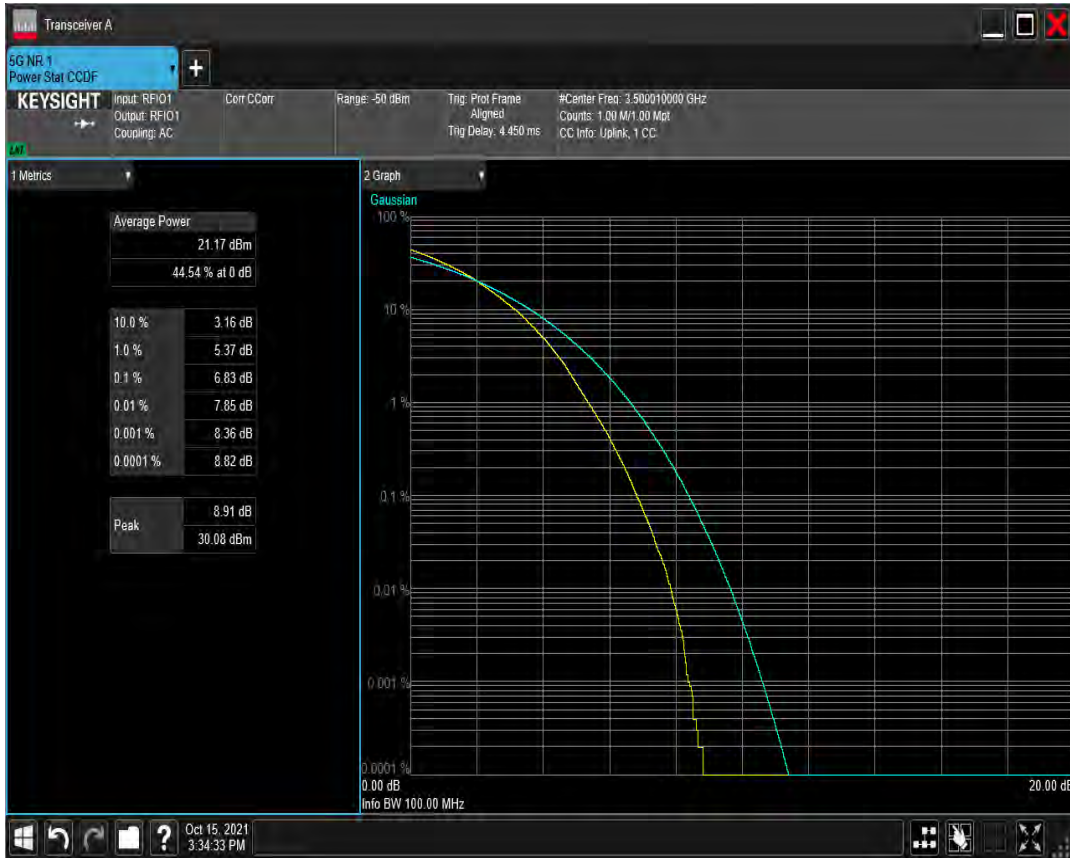 Transceiver A
5G NR 1
Power Stat CCDF
+
KEYSIGHT
Input: RFIO1
Output: RFIO1
Coupling: AC
Corr CCorr
Range: -50 dBm
Trig: Prot Frame
Aligned
Trig Delay: 4.450 ms
#Center Freq: 3.500010000 GHz
Counts: 1.00 M/1.00 Mpt
CC Info: Uplink, 1 CC
1 Metrics
Average Power
21.17 dBm
44.54 % at 0 dB
10.0 % 3.16 dB
1.0 % 5.37 dB
0.1 % 6.83 dB
0.01 % 7.85 dB
0.001 % 8.36 dB
0.0001 % 8.82 dB
Peak
8.91 dB
30.08 dBm
2 Graph
Gaussian
100 %
10 %
1 %
0.1 %
0.01 %
0.001 %
0.0001 %
0.00 dB 20.00 dB
Info BW 100.00 MHz
? Oct 15, 2021
3:34:33 PM